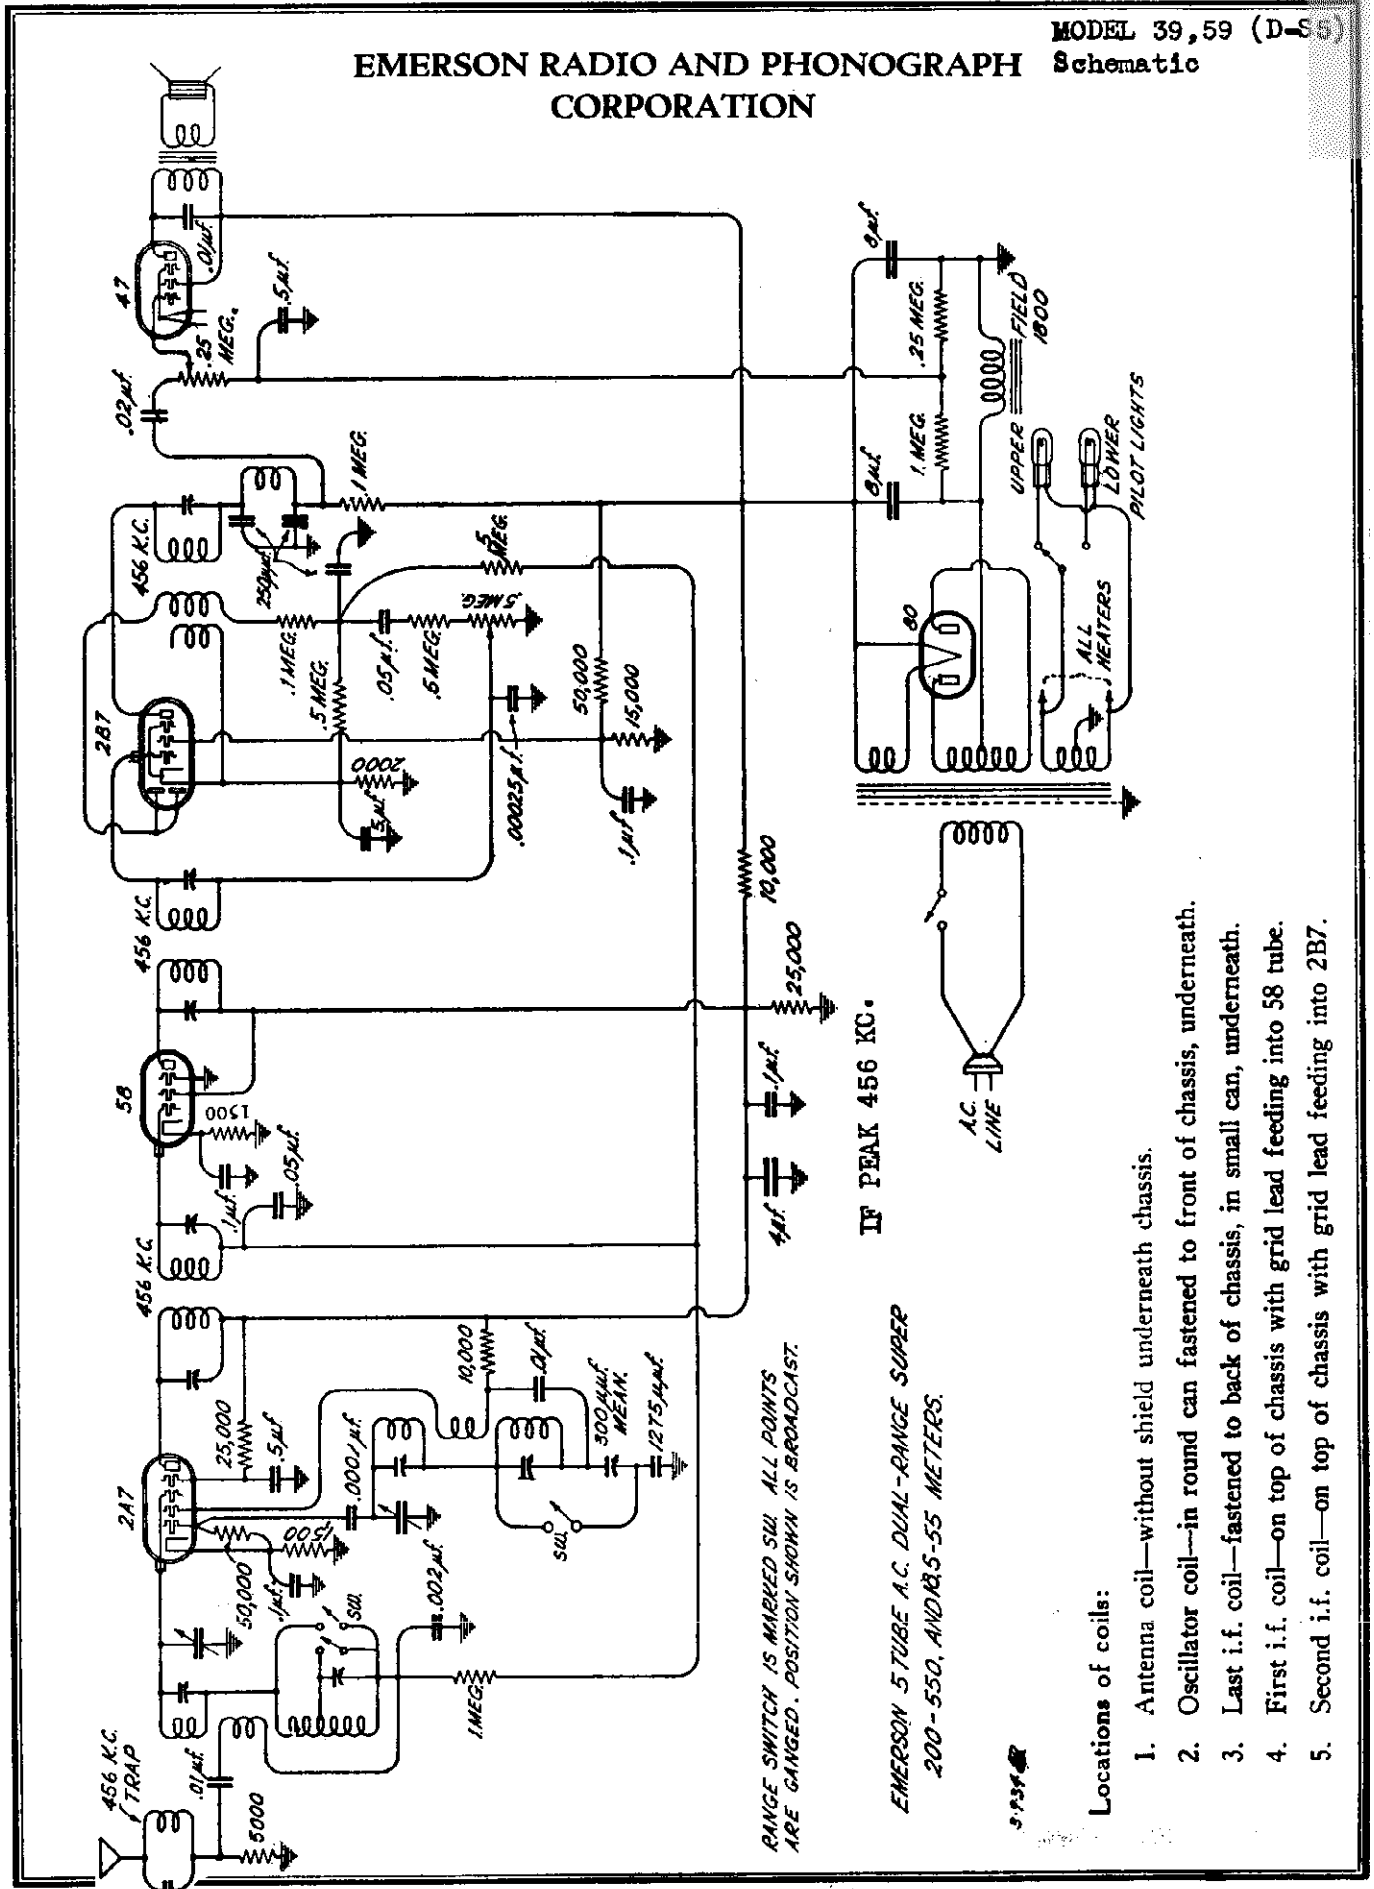 MODEL 39,59 (D-S5)
Schematic
EMERSON RADIO AND PHONOGRAPH
CORPORATION
456 K.C.
TRAP
.01μf.
5000
2A7
50,000
.1μf.
1,500
SW.
.002μf.
1 MEG.
25,000
.5μf.
.0001μf.
10,000
.01μf.
300μμf.
MEAN.
1275μμf.
SW.
456 K.C.
58
1500
.1μf.
.05μf.
456 K.C.
4μf.
.1μf.
25,000
10,000
2B7
456 K.C.
250μμf.
.1 MEG.
.5 MEG.
2000
.5μf.
.05μf.
.5 MEG.
.5 MEG.
.5 MEG.
.00025μf.
50,000
15,000
.1μf
.1 MEG.
.02μf.
47
.25
MEG.
.01μf.
.5μf.
8μf.
8μf.
.25 MEG.
1 MEG.
FIELD
1800
80
UPPER
LOWER
PILOT LIGHTS
ALL
HEATERS
A.C.
LINE
IF PEAK 456 KC.
RANGE SWITCH IS MARKED SW. ALL POINTS
ARE GANGED. POSITION SHOWN IS BROADCAST.
EMERSON 5 TUBE A.C. DUAL-RANGE SUPER
200-550, AND 18.5-55 METERS.
3-9-34
Locations of coils:
1. Antenna coil—without shield underneath chassis.
2. Oscillator coil—in round can fastened to front of chassis, underneath.
3. Last i.f. coil—fastened to back of chassis, in small can, underneath.
4. First i.f. coil—on top of chassis with grid lead feeding into 58 tube.
5. Second i.f. coil—on top of chassis with grid lead feeding into 2B7.